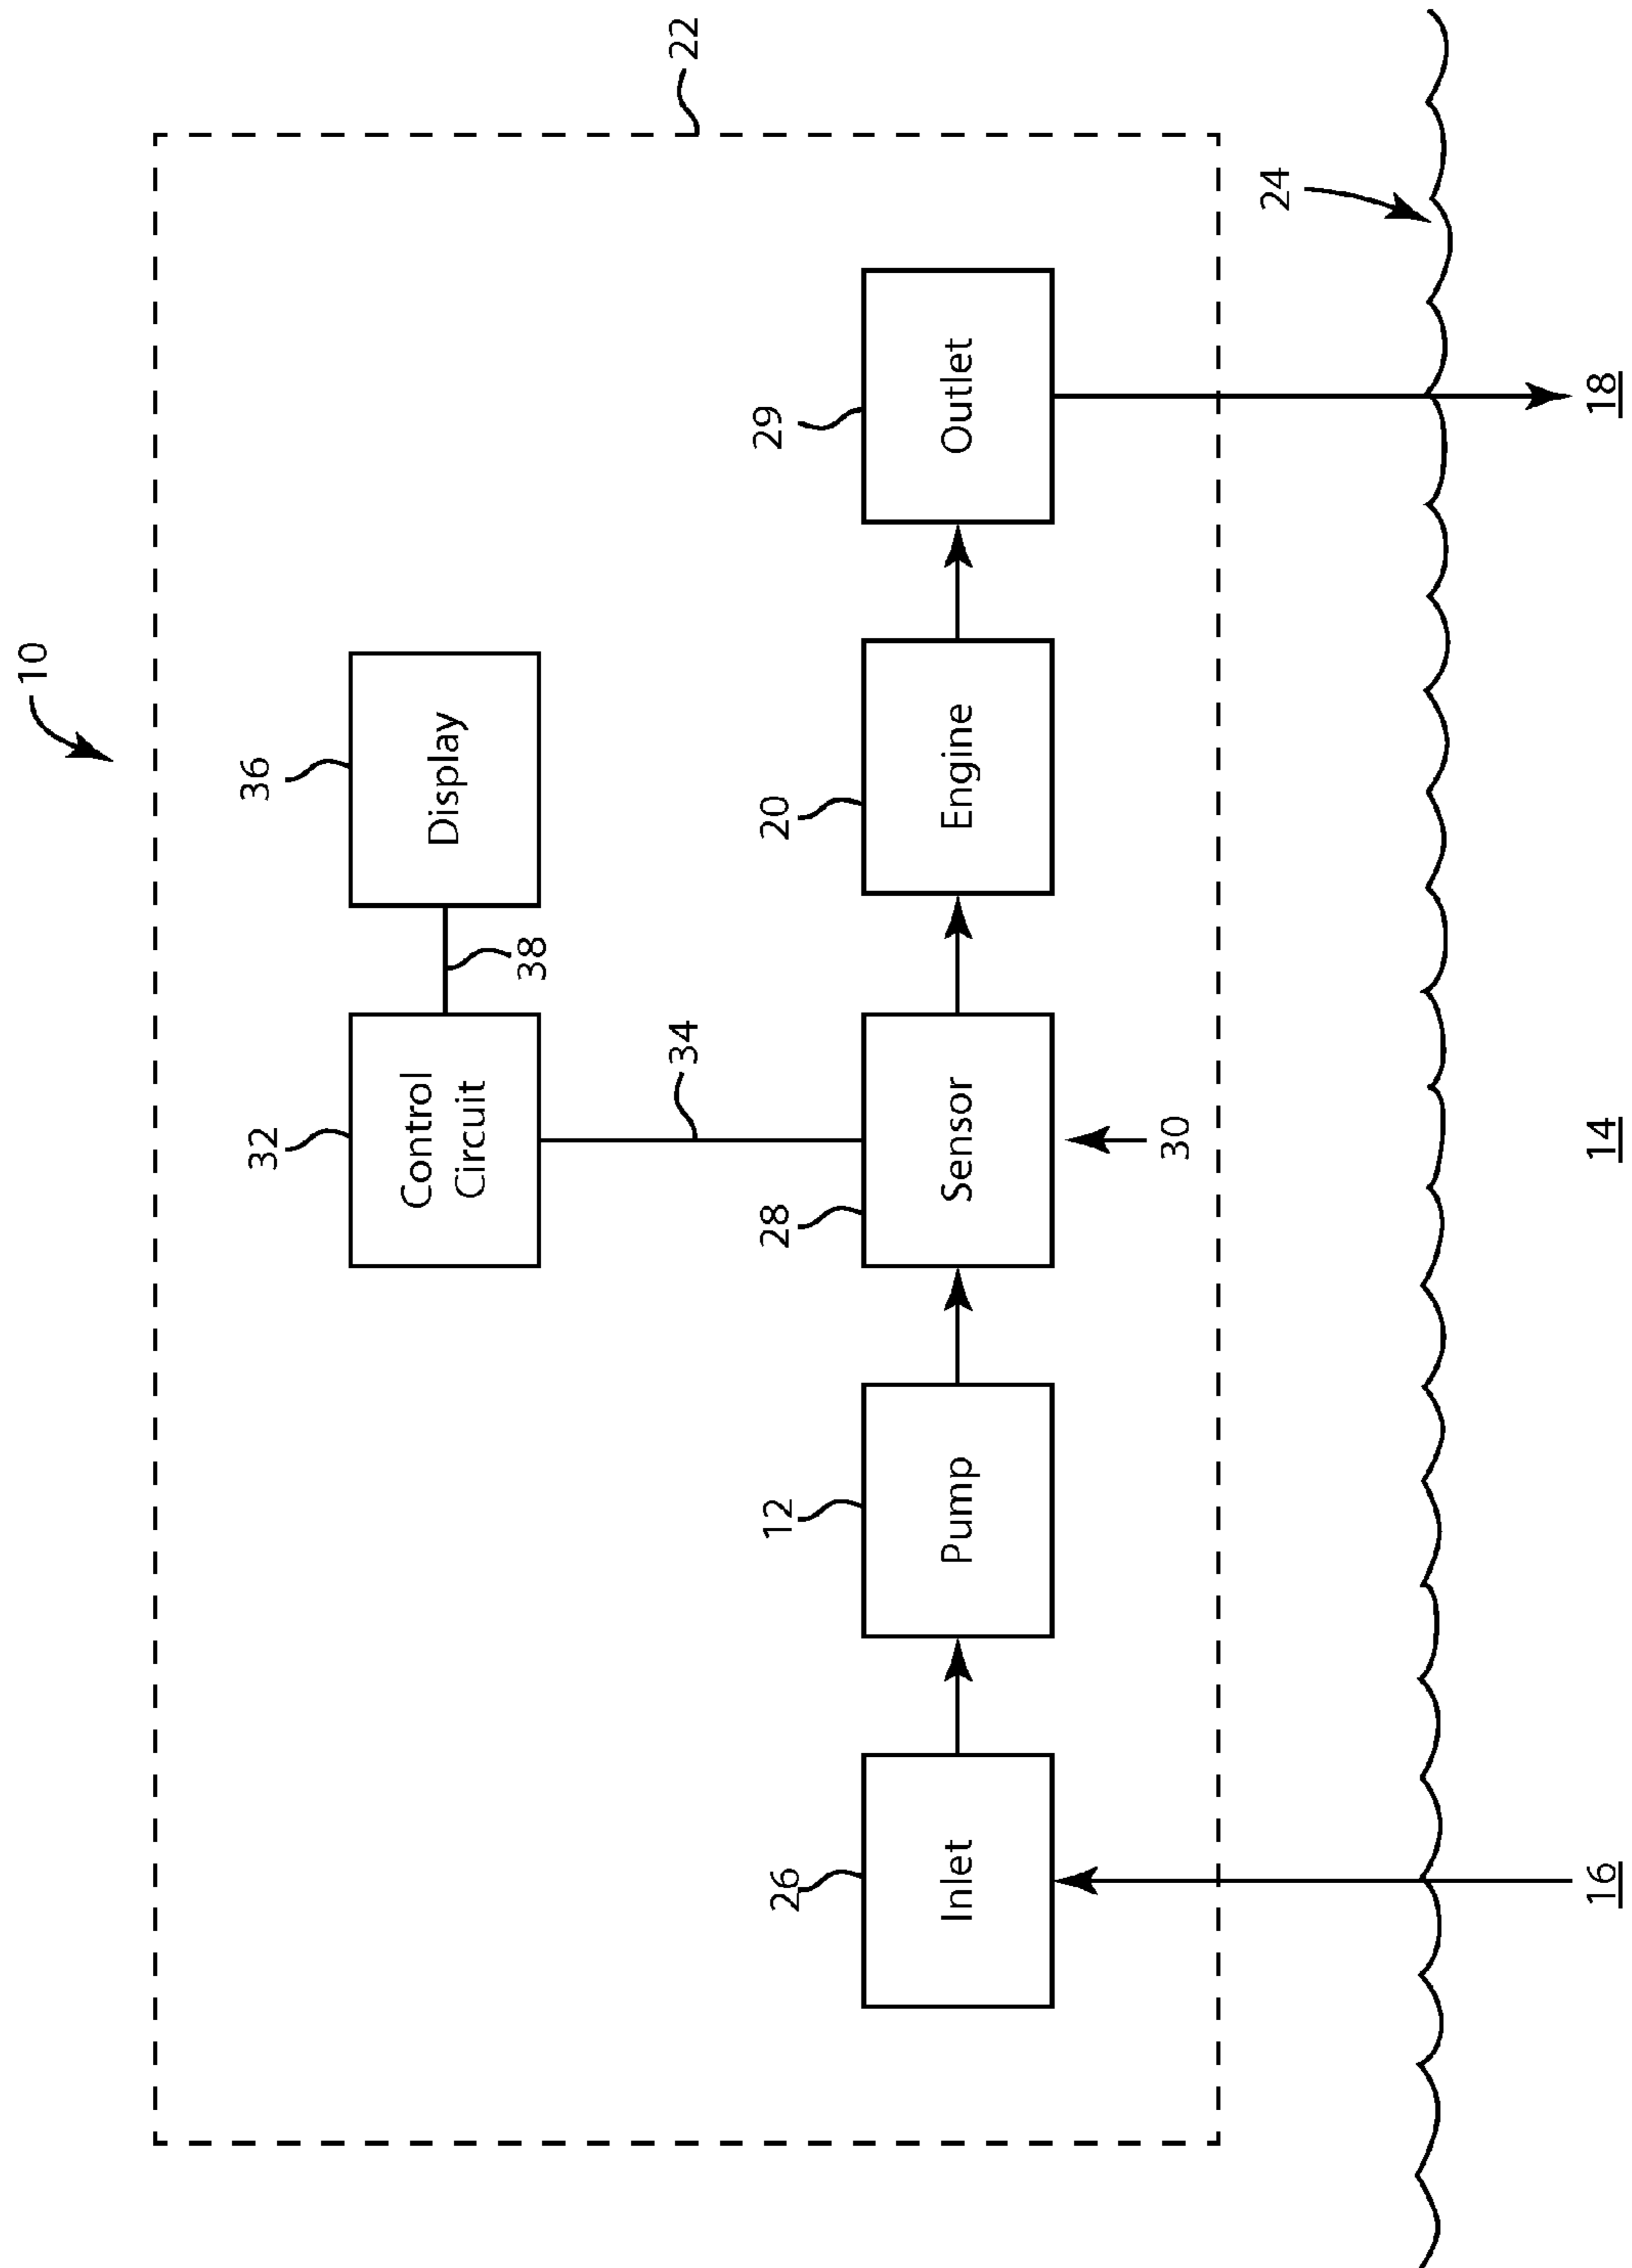 10
22
36
Display
38
32
Control
Circuit
34
26
Inlet
12
Pump
28
Sensor
20
Engine
29
Outlet
30
24
16
14
18